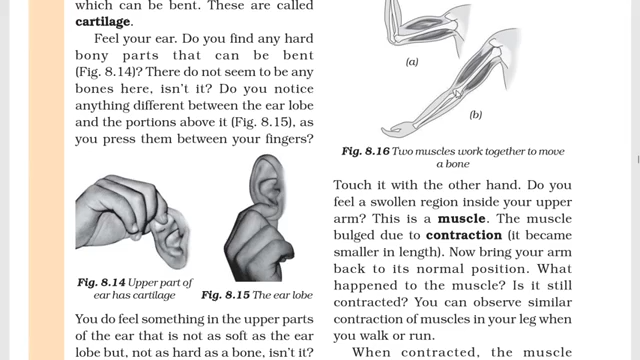 which can be bent. These are called
cartilage.
Feel your ear. Do you find any hard
bony parts that can be bent
(Fig. 8.14)? There do not seem to be any
bones here, isn't it? Do you notice
anything different between the ear lobe
and the portions above it (Fig. 8.15), as
you press them between your fingers?
Fig. 8.14 Upper part of
ear has cartilage
Fig. 8.15 The ear lobe
You do feel something in the upper parts
of the ear that is not as soft as the ear
lobe but, not as hard as a bone, isn't it?
(a)
(b)
Fig. 8.16 Two muscles work together to move
a bone
Touch it with the other hand. Do you
feel a swollen region inside your upper
arm? This is a muscle. The muscle
bulged due to contraction (it became
smaller in length). Now bring your arm
back to its normal position. What
happened to the muscle? Is it still
contracted? You can observe similar
contraction of muscles in your leg when
you walk or run.
When contracted, the muscle